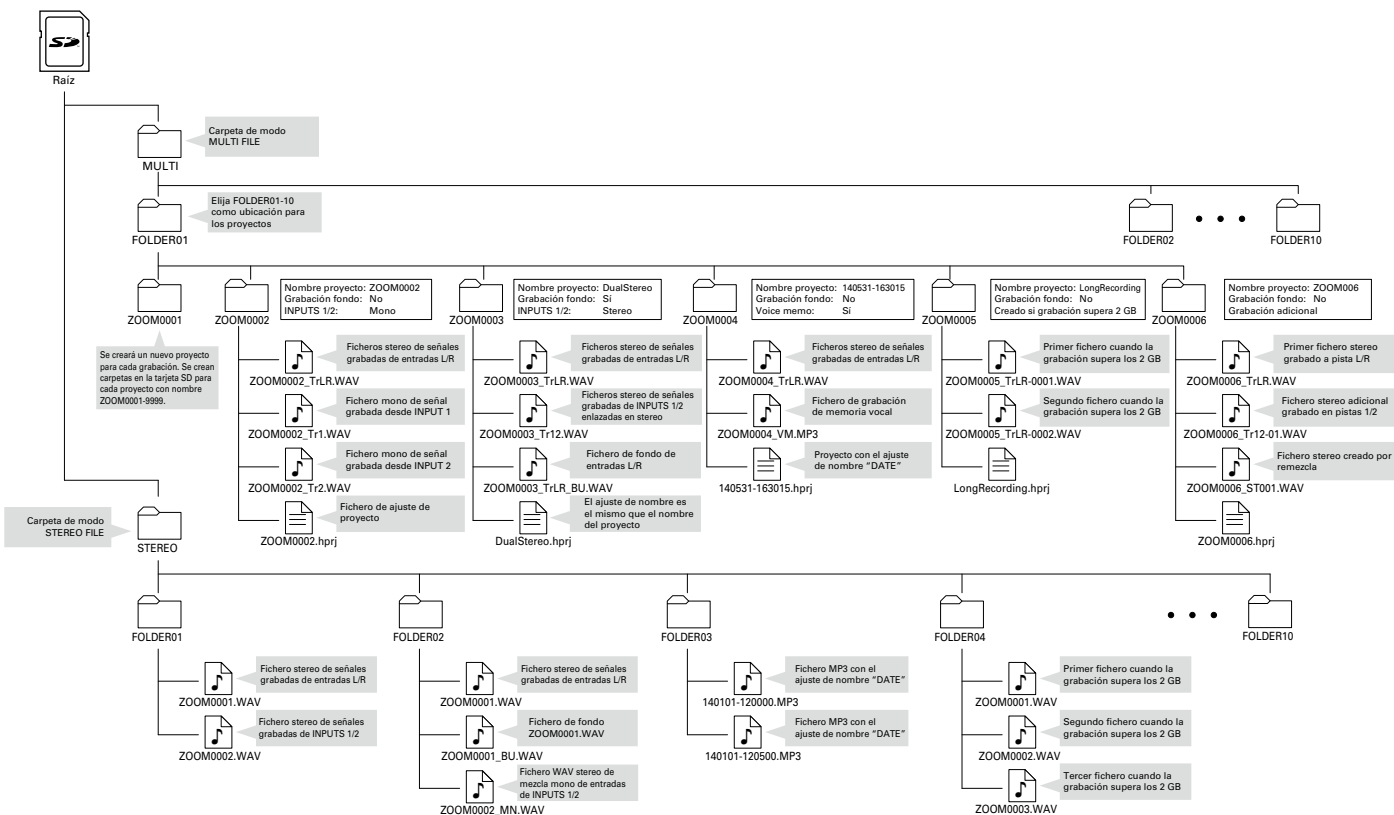 SD
Raíz
Carpeta de modo
MULTI FILE
MULTI
Elija FOLDER01-10
como ubicación para
los proyectos
FOLDER01
FOLDER02
FOLDER10
ZOOM0001
Se creará un nuevo proyecto
para cada grabación. Se crean
carpetas en la tarjeta SD para
cada proyecto con nombre
ZOOM0001-9999.
ZOOM0002
Nombre proyecto: ZOOM0002
Grabación fondo: No
INPUTS 1/2: Mono
Ficheros stereo de señales
grabadas de entradas L/R
ZOOM0002_TrLR.WAV
Fichero mono de señal
grabada desde INPUT 1
ZOOM0002_Tr1.WAV
Fichero mono de señal
grabada desde INPUT 2
ZOOM0002_Tr2.WAV
Fichero de ajuste de
proyecto
ZOOM0002.hprj
ZOOM0003
Nombre proyecto: DualStereo
Grabación fondo: Sí
INPUTS 1/2: Stereo
Ficheros stereo de señales
grabadas de entradas L/R
ZOOM0003_TrLR.WAV
Ficheros stereo de señales
grabadas de INPUTS 1/2
enlazadas en stereo
ZOOM0003_Tr12.WAV
Fichero de fondo de
entradas L/R
ZOOM0003_TrLR_BU.WAV
El ajuste de nombre es
el mismo que el nombre
del proyecto
DualStereo.hprj
ZOOM0004
Nombre proyecto: 140531-163015
Grabación fondo: No
Voice memo: Sí
Ficheros stereo de señales
grabadas de entradas L/R
ZOOM0004_TrLR.WAV
Fichero de grabación
de memoria vocal
ZOOM0004_VM.MP3
Proyecto con el ajuste
de nombre “DATE”
140531-163015.hprj
ZOOM0005
Nombre proyecto: LongRecording
Grabación fondo: No
Creado si grabación supera 2 GB
Primer fichero cuando la
grabación supera los 2 GB
ZOOM0005_TrLR-0001.WAV
Segundo fichero cuando la
grabación supera los 2 GB
ZOOM0005_TrLR-0002.WAV
LongRecording.hprj
ZOOM0006
Nombre proyecto: ZOOM006
Grabación fondo: No
Grabación adicional
Primer fichero stereo
grabado a pista L/R
ZOOM0006_TrLR.WAV
Fichero stereo adicional
grabado en pistas 1/2
ZOOM0006_Tr12-01.WAV
Fichero stereo creado por
remezcla
ZOOM0006_ST001.WAV
ZOOM0006.hprj
Carpeta de modo
STEREO FILE
STEREO
FOLDER01
Fichero stereo de señales
grabadas de entradas L/R
ZOOM0001.WAV
Fichero stereo de señales
grabadas de INPUTS 1/2
ZOOM0002.WAV
FOLDER02
Fichero stereo de señales
grabadas de entradas L/R
ZOOM0001.WAV
Fichero de fondo
ZOOM0001.WAV
ZOOM0001_BU.WAV
Fichero WAV stereo de
mezcla mono de entradas
de INPUTS 1/2
ZOOM0002_MN.WAV
FOLDER03
Fichero MP3 con el
ajuste de nombre “DATE”
140101-120000.MP3
Fichero MP3 con el
ajuste de nombre “DATE”
140101-120500.MP3
FOLDER04
Primer fichero cuando la
grabación supera los 2 GB
ZOOM0001.WAV
Segundo fichero cuando la
grabación supera los 2 GB
ZOOM0002.WAV
Tercer fichero cuando la
grabación supera los 2 GB
ZOOM0003.WAV
FOLDER10